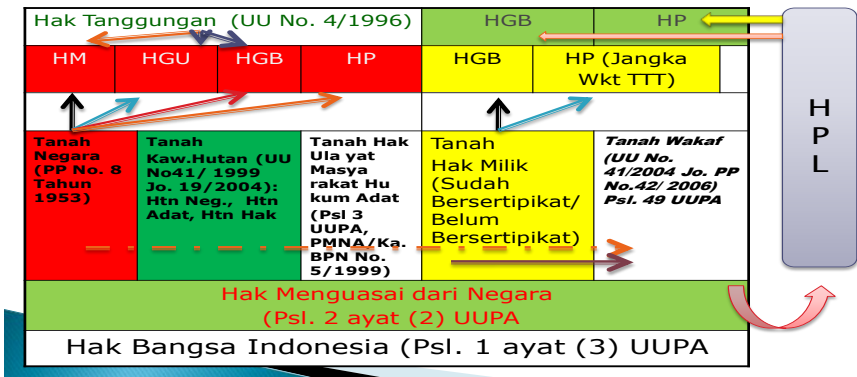 Hak Tanggungan (UU No. 4/1996)
HGB
HP
HM
HGU
HGB
HP
HGB
HP (Jangka
Wkt TTT)
Tanah
Negara
(PP No. 8
Tahun
1953)
Tanah
Kaw.Hutan (UU
No41/ 1999
Jo. 19/2004):
Htn Neg., Htn
Adat, Htn Hak
Tanah Hak
Ula yat
Masya
rakat Hu
kum Adat
(Psl 3
UUPA,
PMNA/Ka.
BPN No.
5/1999)
Tanah
Hak Milik
(Sudah
Bersertipikat/
Belum
Bersertipikat)
Tanah Wakaf
(UU No.
41/2004 Jo. PP
No.42/ 2006)
Psl. 49 UUPA
Hak Menguasai dari Negara
(Psl. 2 ayat (2) UUPA
Hak Bangsa Indonesia (Psl. 1 ayat (3) UUPA
H
P
L